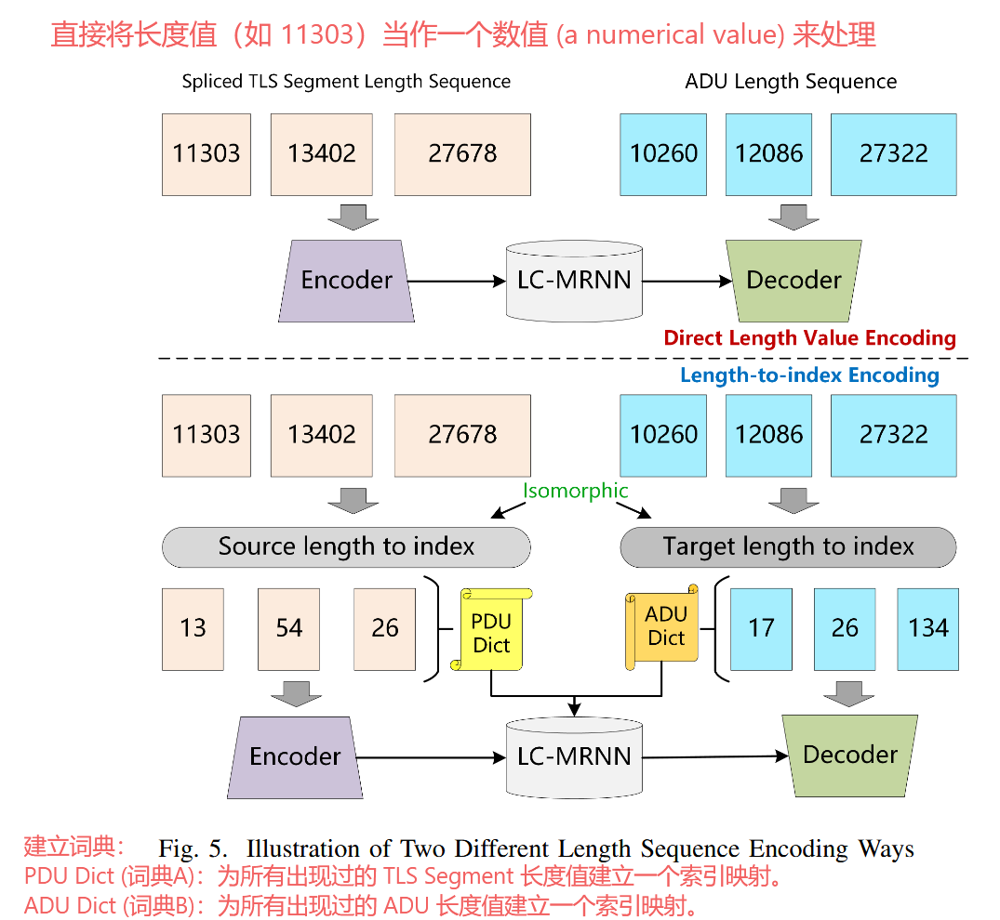 直接将长度值（如 11303）当作一个数值 (a numerical value) 来处理
Spliced TLS Segment Length Sequence
ADU Length Sequence
11303 13402 27678
10260 12086 27322
Encoder
LC-MRNN
Decoder
Direct Length Value Encoding
Length-to-index Encoding
11303 13402 27678
10260 12086 27322
Isomorphic
Source length to index
Target length to index
13 54 26
PDU
Dict
ADU
Dict
17 26 134
Encoder
LC-MRNN
Decoder
建立词典： Fig. 5. Illustration of Two Different Length Sequence Encoding Ways
PDU Dict (词典A)：为所有出现过的 TLS Segment 长度值建立一个索引映射。
ADU Dict (词典B)：为所有出现过的 ADU 长度值建立一个索引映射。